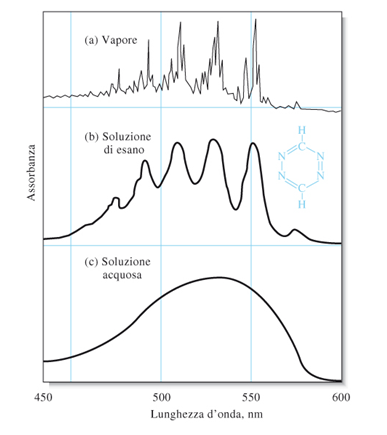 (a) Vapore
(b) Soluzione
di esano
H
C
N N
N N
C
H
Assorbanza
(c) Soluzione
acquosa
450 500 550 600
Lunghezza d'onda, nm